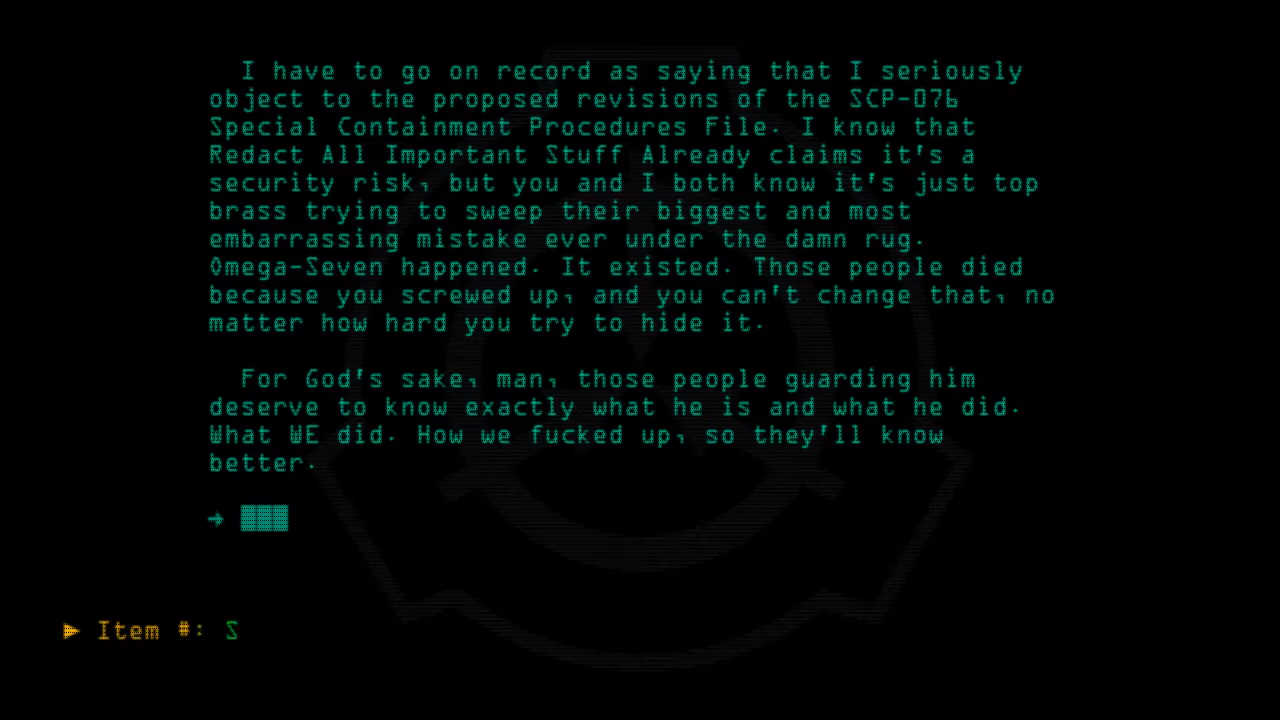 I have to go on record as saying that I seriously
object to the proposed revisions of the SCP-076
Special Containment Procedures File. I know that
Redact All Important Stuff Already claims it's a
security risk, but you and I both know it's just top
brass trying to sweep their biggest and most
embarrassing mistake ever under the damn rug.
Omega-Seven happened. It existed. Those people died
because you screwed up, and you can't change that, no
matter how hard you try to hide it.
For God's sake, man, those people guarding him
deserve to know exactly what he is and what he did.
What WE did. How we fucked up, so they'll know
better.
→ ▓▓▓
► Item #: S